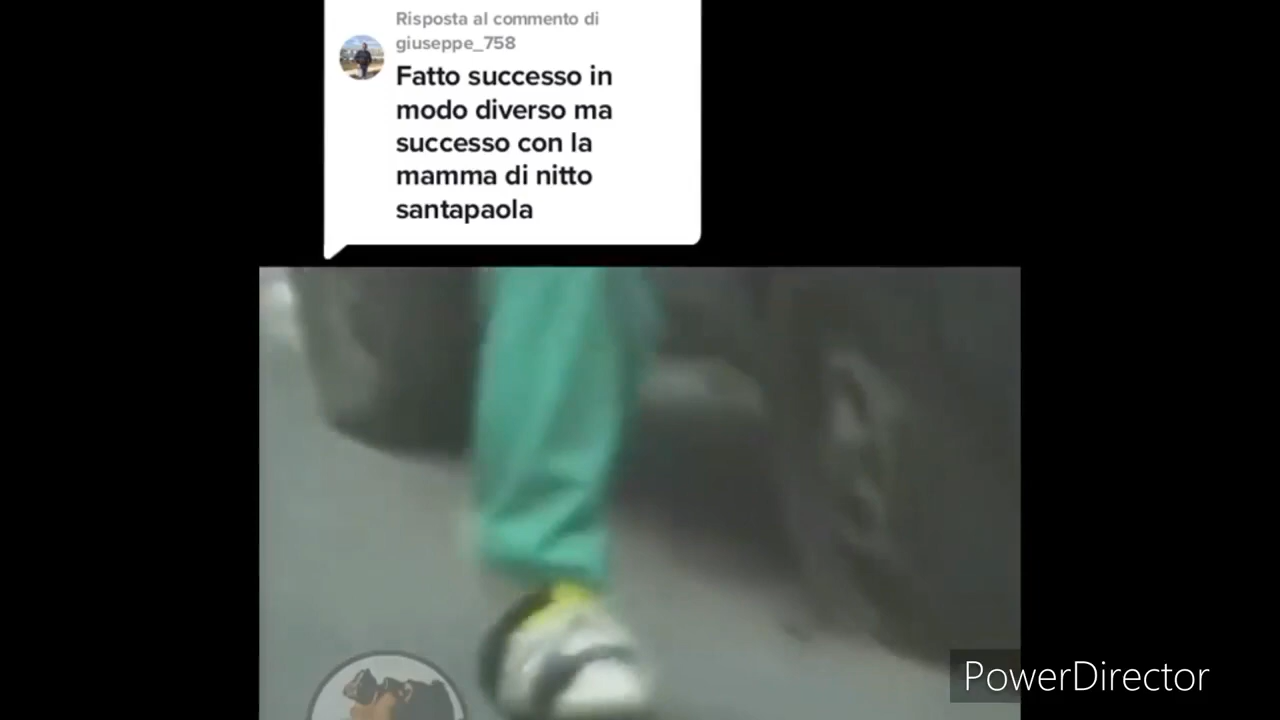 Risposta al commento di
giuseppe_758
Fatto successo in
modo diverso ma
successo con la
mamma di nitto
santapaola
PowerDirector